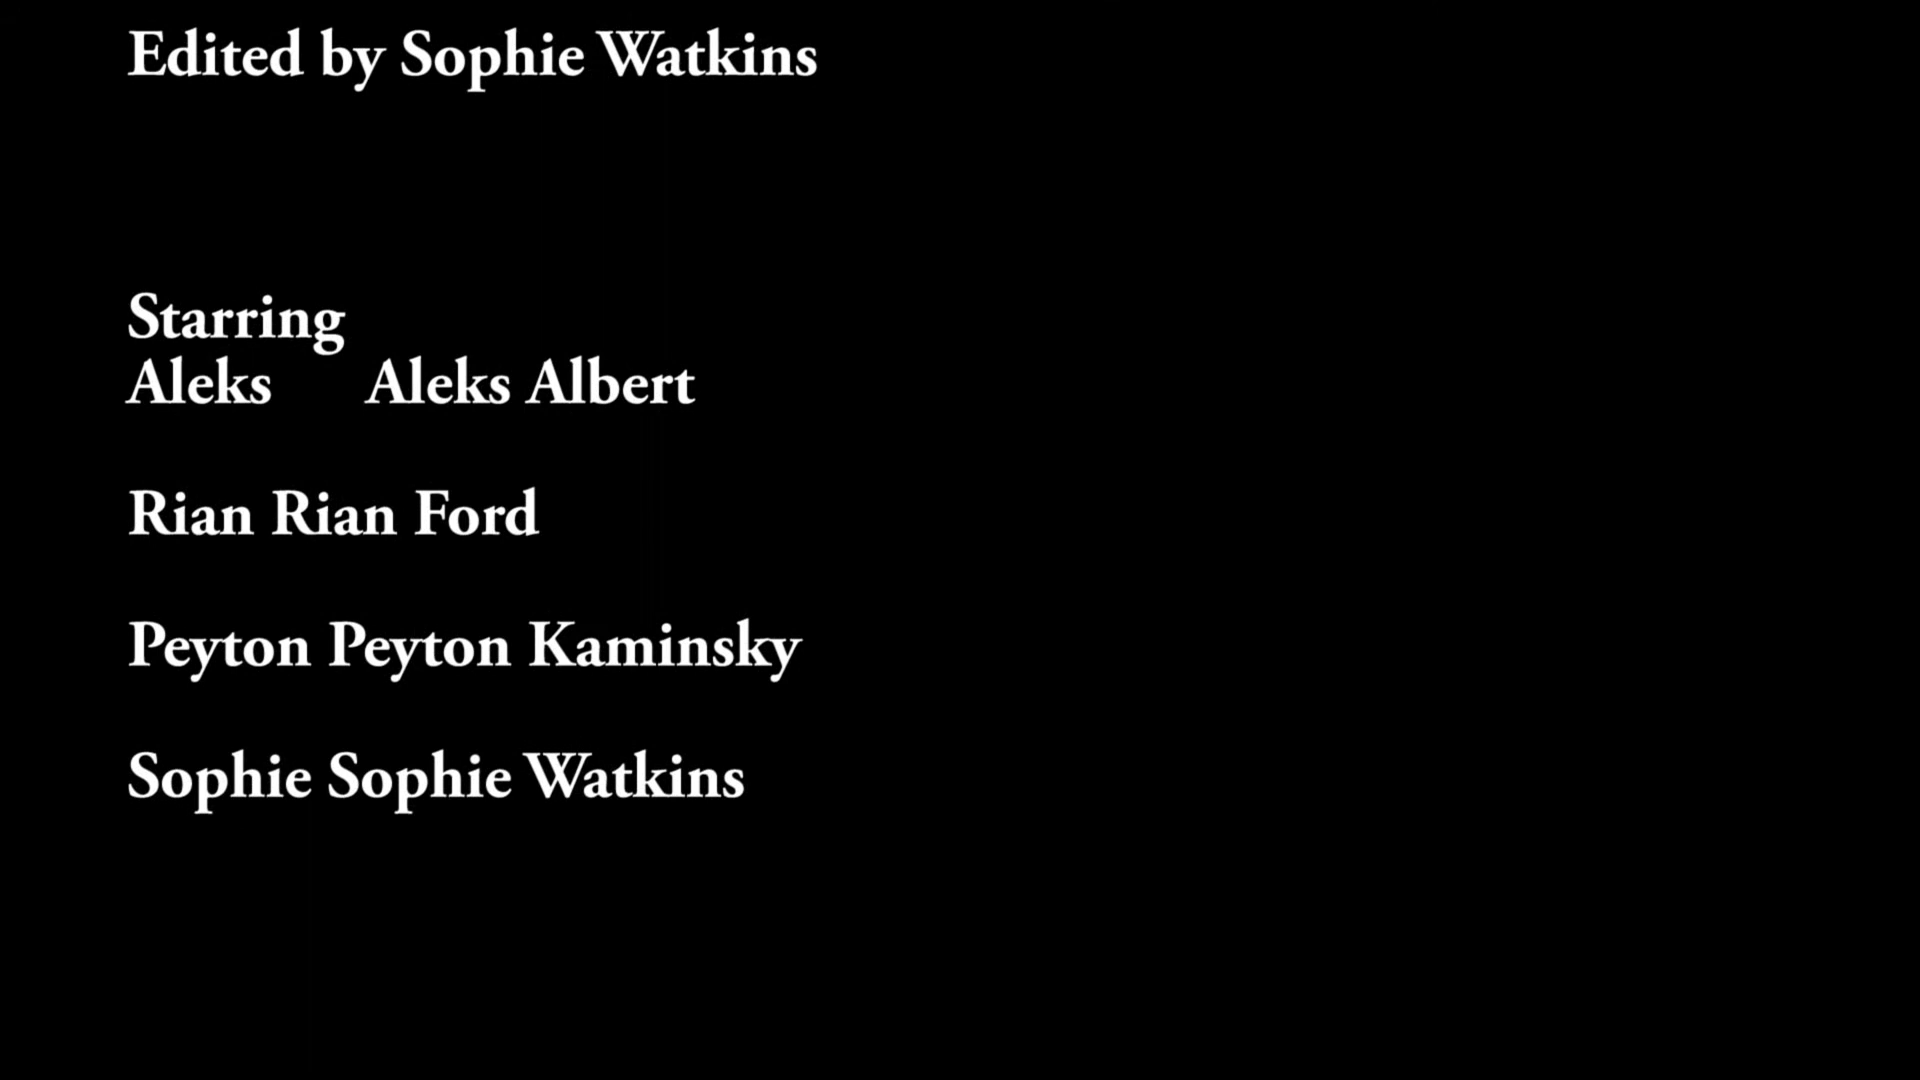 Edited by Sophie Watkins
Starring
Aleks Aleks Albert
Rian Rian Ford
Peyton Peyton Kaminsky
Sophie Sophie Watkins